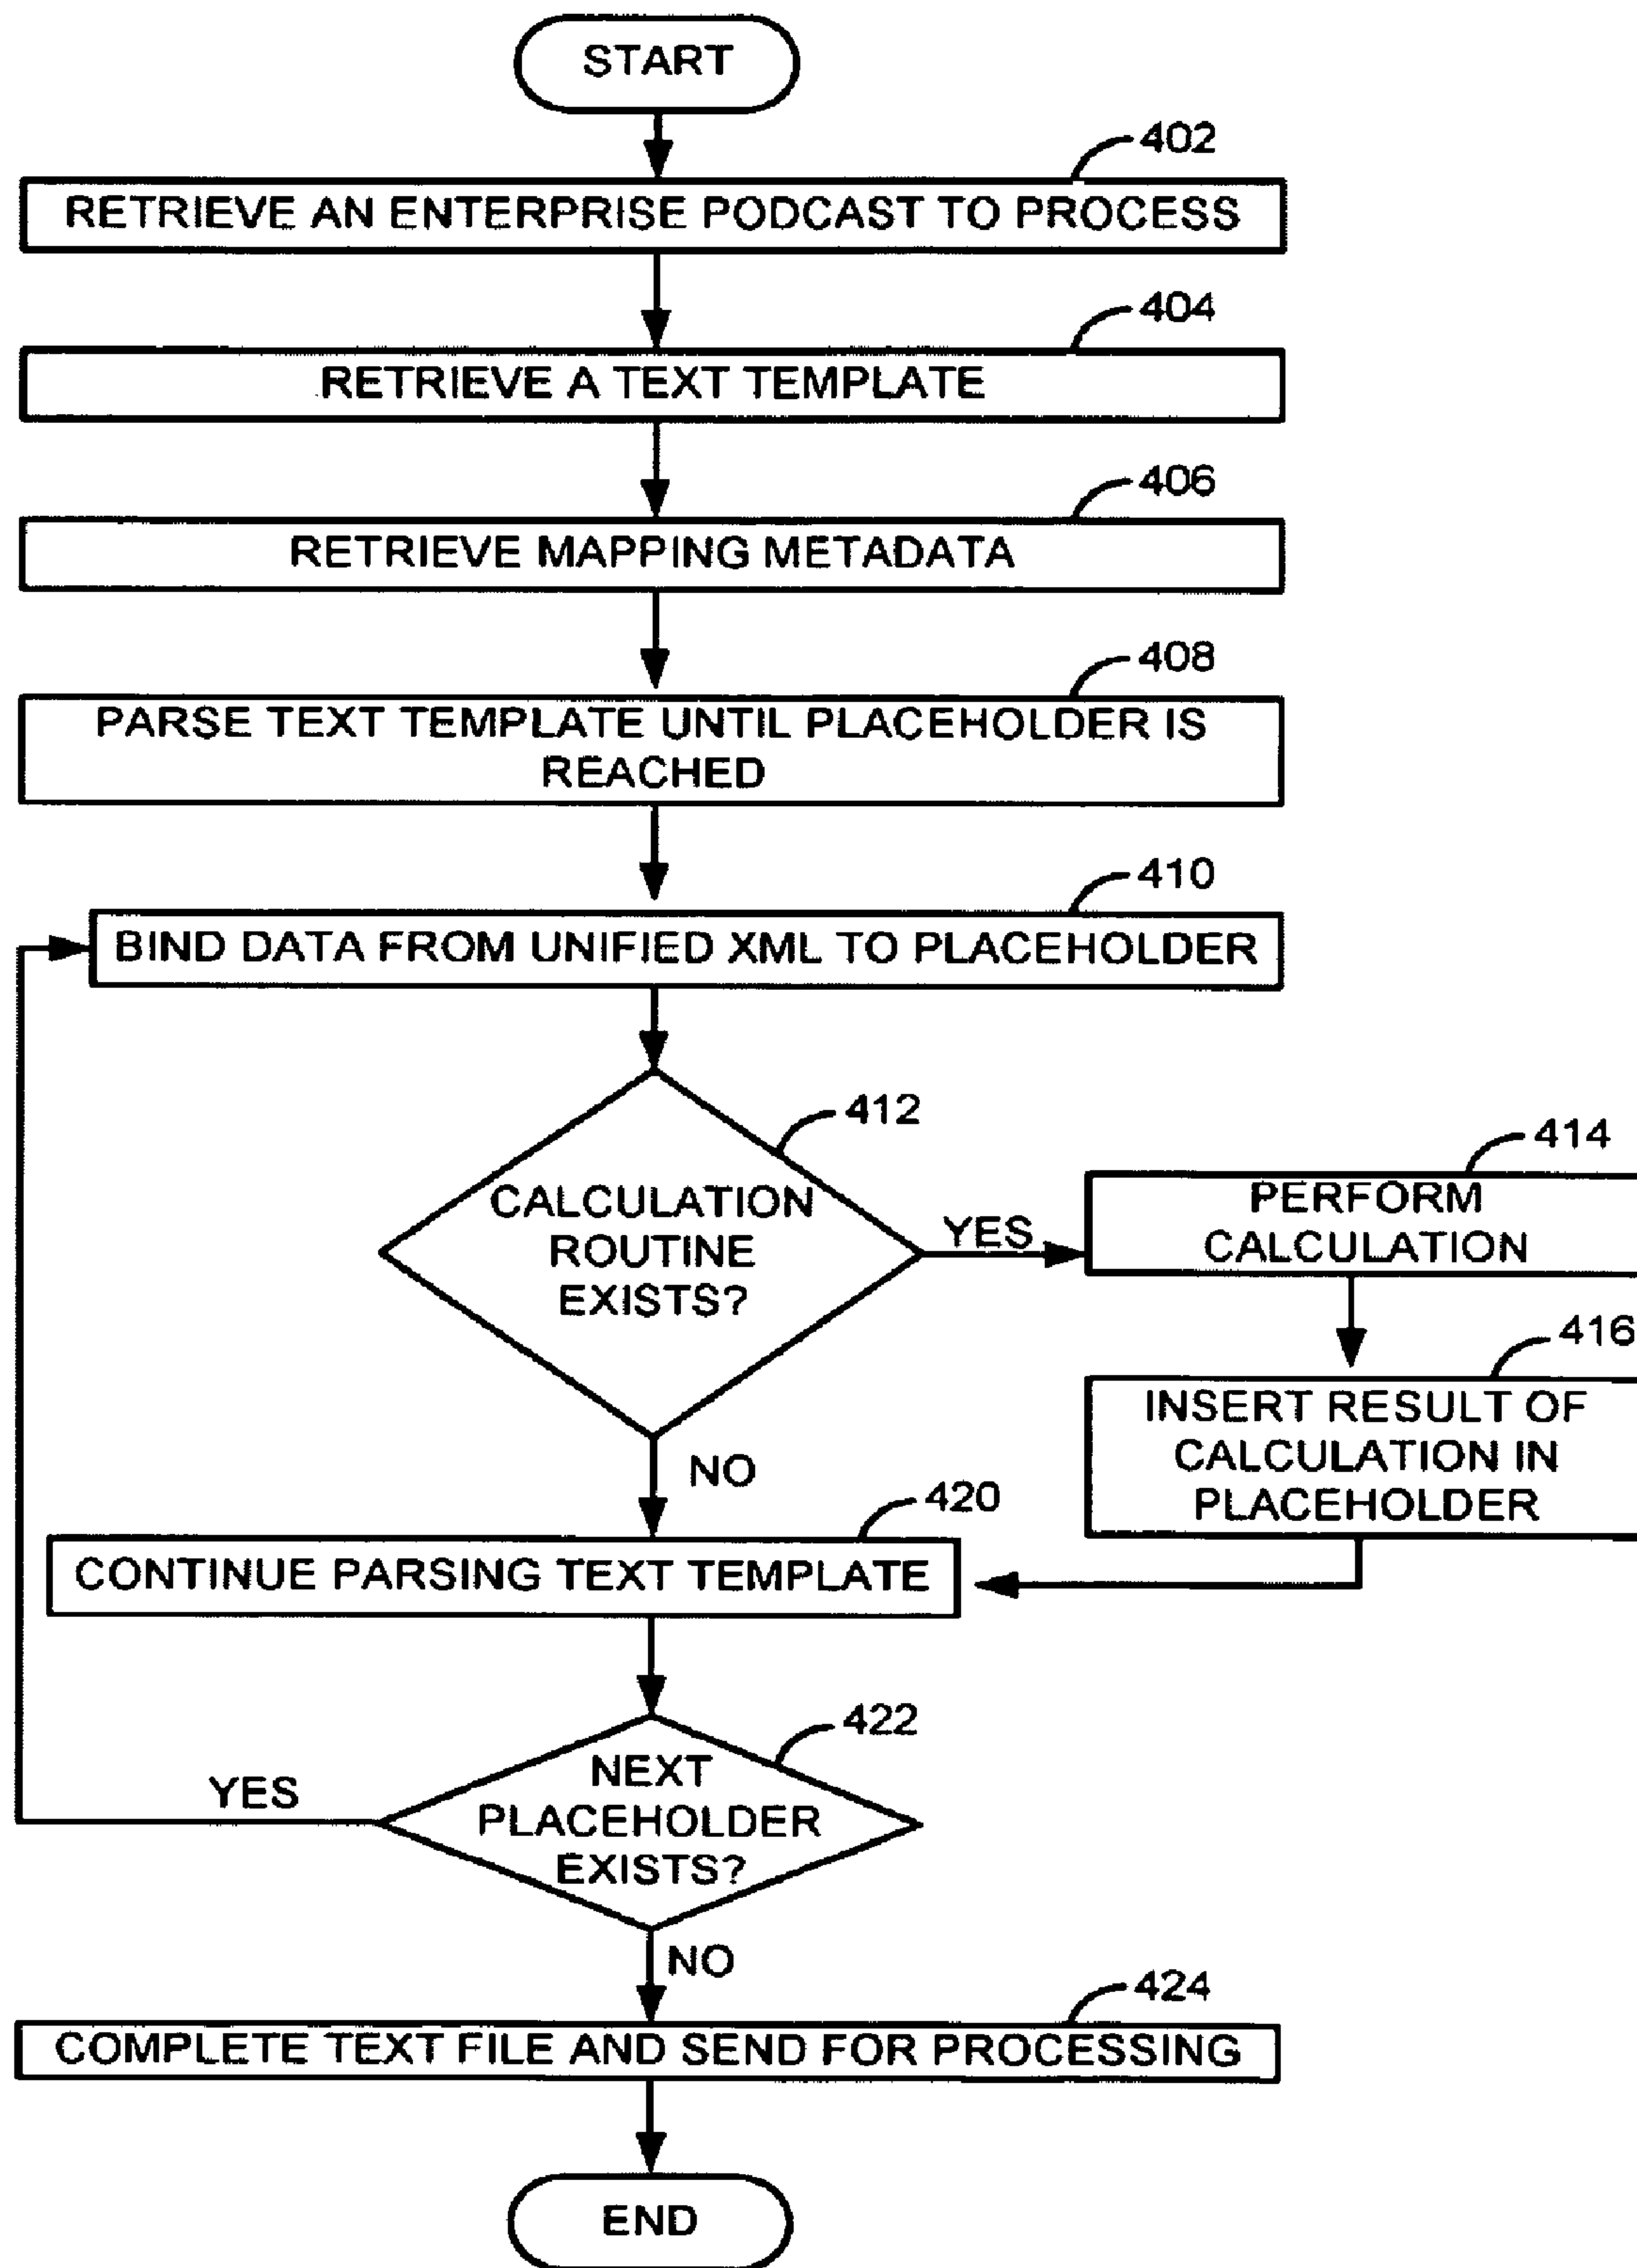 START
402
RETRIEVE AN ENTERPRISE PODCAST TO PROCESS
404
RETRIEVE A TEXT TEMPLATE
406
RETRIEVE MAPPING METADATA
408
PARSE TEXT TEMPLATE UNTIL PLACEHOLDER IS
REACHED
410
BIND DATA FROM UNIFIED XML TO PLACEHOLDER
412
CALCULATION
ROUTINE
EXISTS?
YES
414
PERFORM
CALCULATION
416
INSERT RESULT OF
CALCULATION IN
PLACEHOLDER
NO
420
CONTINUE PARSING TEXT TEMPLATE
422
NEXT
PLACEHOLDER
EXISTS?
YES
NO
424
COMPLETE TEXT FILE AND SEND FOR PROCESSING
END